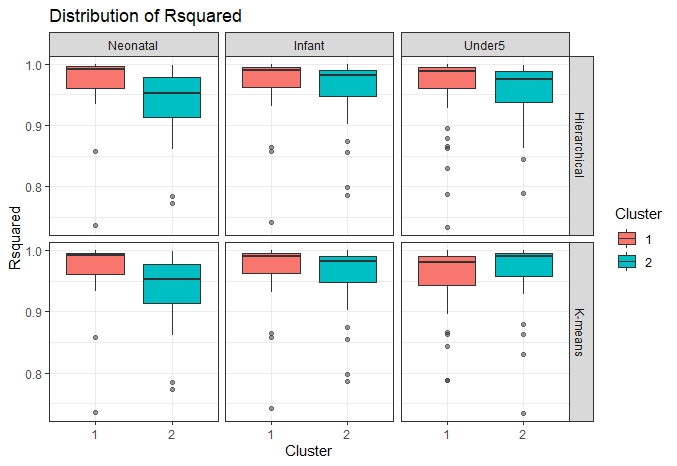 Distribution of Rsquared
Neonatal
Infant
Under5
1.0
0.9
0.8
Hierarchical
Rsquared
1.0
0.9
0.8
K-means
1
2
1
2
1
2
Cluster
Cluster
1
2